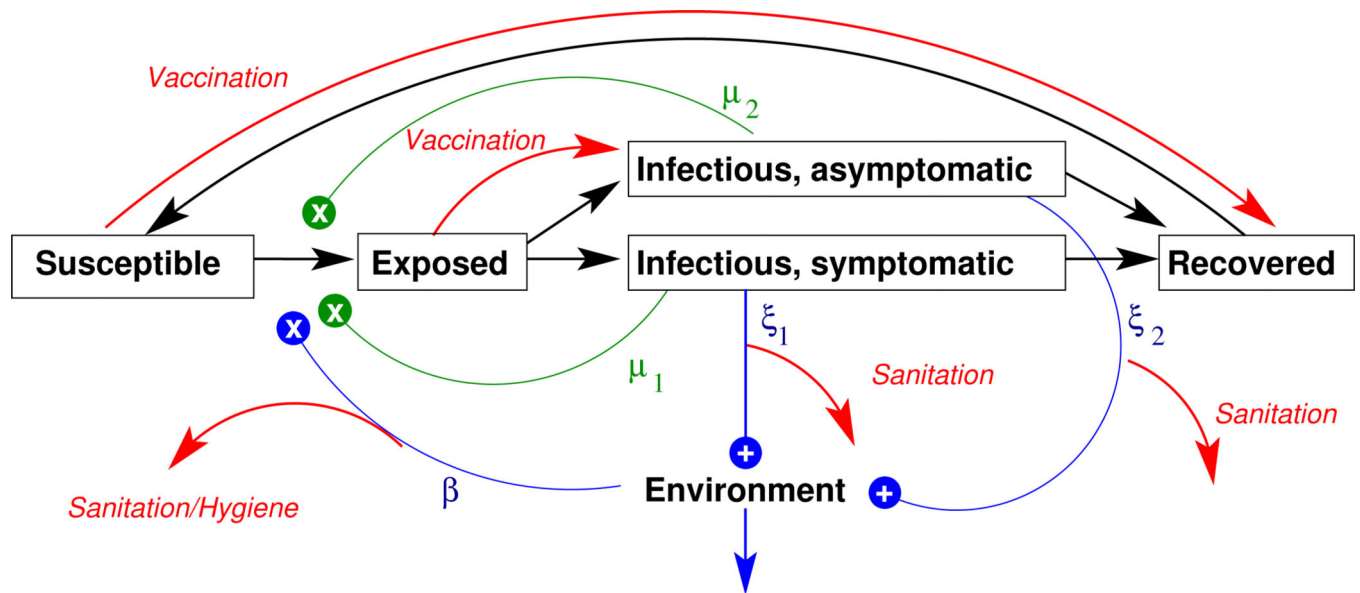 Vaccination
μ2
Vaccination
Infectious, asymptomatic
x
Susceptible
Exposed
Infectious, symptomatic
Recovered
x
x
ξ1
ξ2
μ1
Sanitation
Sanitation
+
Sanitation/Hygiene
β
Environment
+